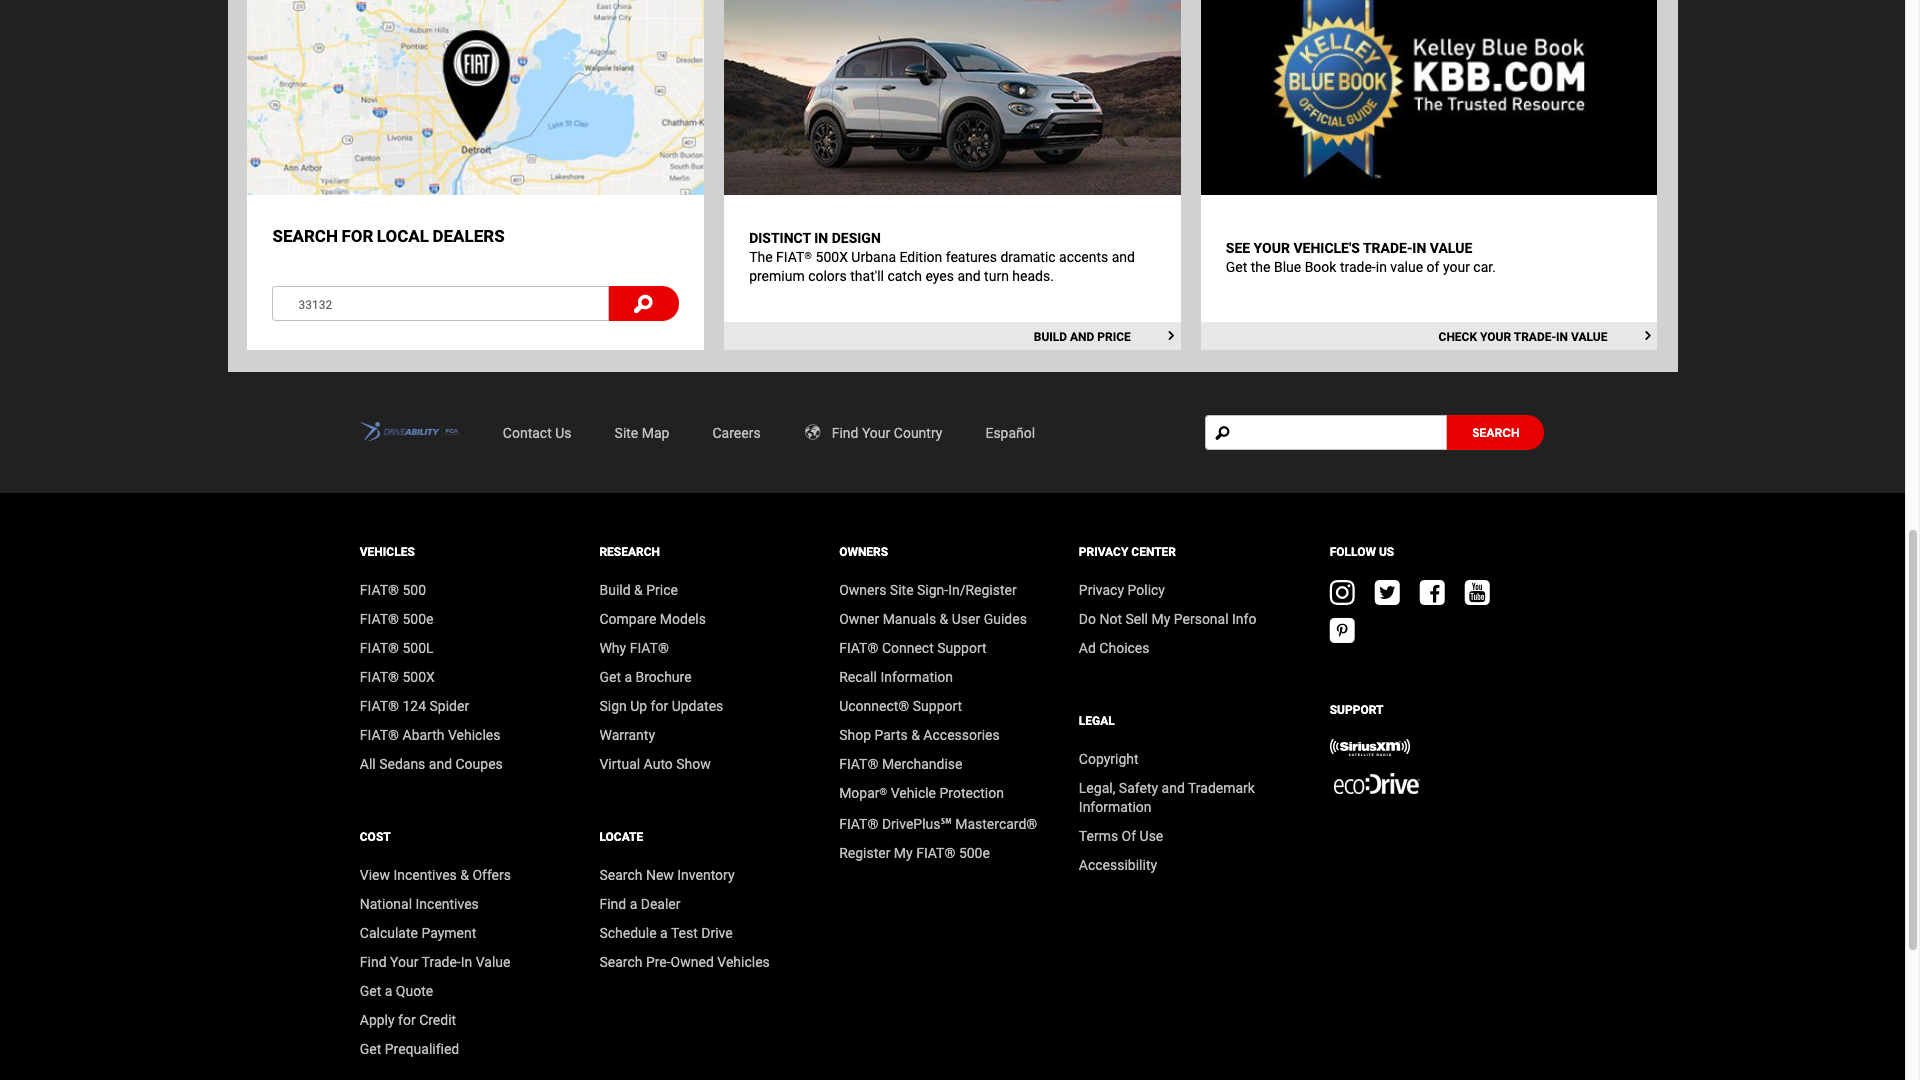 East China
Marine City
Auburn Hills
Pontiac
Algonac
Walpole Island
Dresden
Howell
Brighton
Novi
Livonia
Lake St Clair
Chatham-K
Detroit
Canton
Ann Arbor
North Buxton
South Bux
Merlin
Ypsilanti
Ypsilanti
Lakeshore
FIAT
KELLEY
BLUE BOOK
OFFICIAL GUIDE
Kelley Blue Book
KBB.COM
The Trusted Resource
SEARCH FOR LOCAL DEALERS
33132
DISTINCT IN DESIGN
The FIAT® 500X Urbana Edition features dramatic accents and
premium colors that'll catch eyes and turn heads.
BUILD AND PRICE
SEE YOUR VEHICLE'S TRADE-IN VALUE
Get the Blue Book trade-in value of your car.
CHECK YOUR TRADE-IN VALUE
DRIVEABILITY FCA
Contact Us
Site Map
Careers
Find Your Country
Español
SEARCH
VEHICLES
FIAT® 500
FIAT® 500e
FIAT® 500L
FIAT® 500X
FIAT® 124 Spider
FIAT® Abarth Vehicles
All Sedans and Coupes
COST
View Incentives & Offers
National Incentives
Calculate Payment
Find Your Trade-In Value
Get a Quote
Apply for Credit
Get Prequalified
RESEARCH
Build & Price
Compare Models
Why FIAT®
Get a Brochure
Sign Up for Updates
Warranty
Virtual Auto Show
LOCATE
Search New Inventory
Find a Dealer
Schedule a Test Drive
Search Pre-Owned Vehicles
OWNERS
Owners Site Sign-In/Register
Owner Manuals & User Guides
FIAT® Connect Support
Recall Information
Uconnect® Support
Shop Parts & Accessories
FIAT® Merchandise
Mopar® Vehicle Protection
FIAT® DrivePlus℠ Mastercard®
Register My FIAT® 500e
PRIVACY CENTER
Privacy Policy
Do Not Sell My Personal Info
Ad Choices
LEGAL
Copyright
Legal, Safety and Trademark
Information
Terms Of Use
Accessibility
FOLLOW US
You
Tube
SUPPORT
SiriusXM
SATELLITE RADIO
eco:Drive